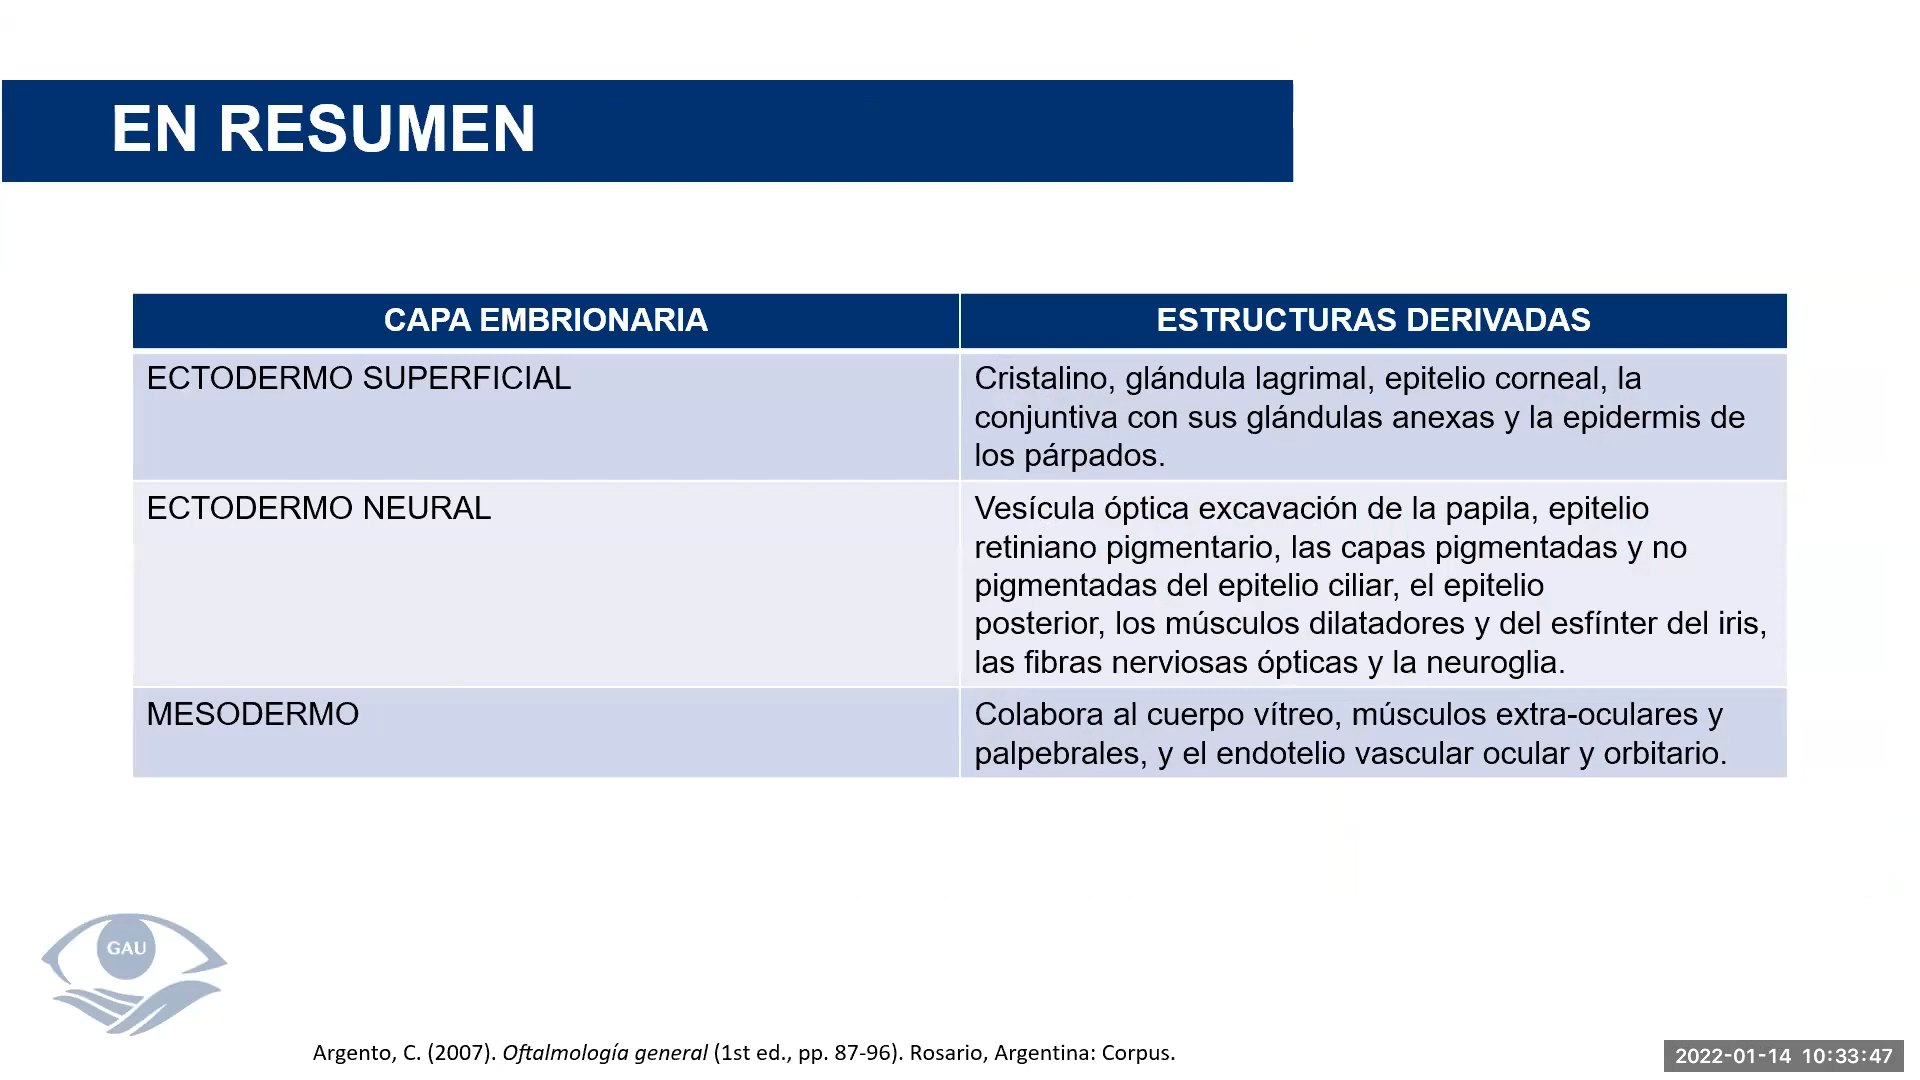 EN RESUMEN
CAPA EMBRIONARIA
ESTRUCTURAS DERIVADAS
ECTODERMO SUPERFICIAL
Cristalino, glándula lagrimal, epitelio corneal, la
conjuntiva con sus glándulas anexas y la epidermis de
los párpados.
ECTODERMO NEURAL
Vesícula óptica excavación de la papila, epitelio
retiniano pigmentario, las capas pigmentadas y no
pigmentadas del epitelio ciliar, el epitelio
posterior, los músculos dilatadores y del esfínter del iris,
las fibras nerviosas ópticas y la neuroglia.
MESODERMO
Colabora al cuerpo vítreo, músculos extra-oculares y
palpebrales, y el endotelio vascular ocular y orbitario.
GAU
Argento, C. (2007). Oftalmología general (1st ed., pp. 87-96). Rosario, Argentina: Corpus.
2022-01-14 10:33:47